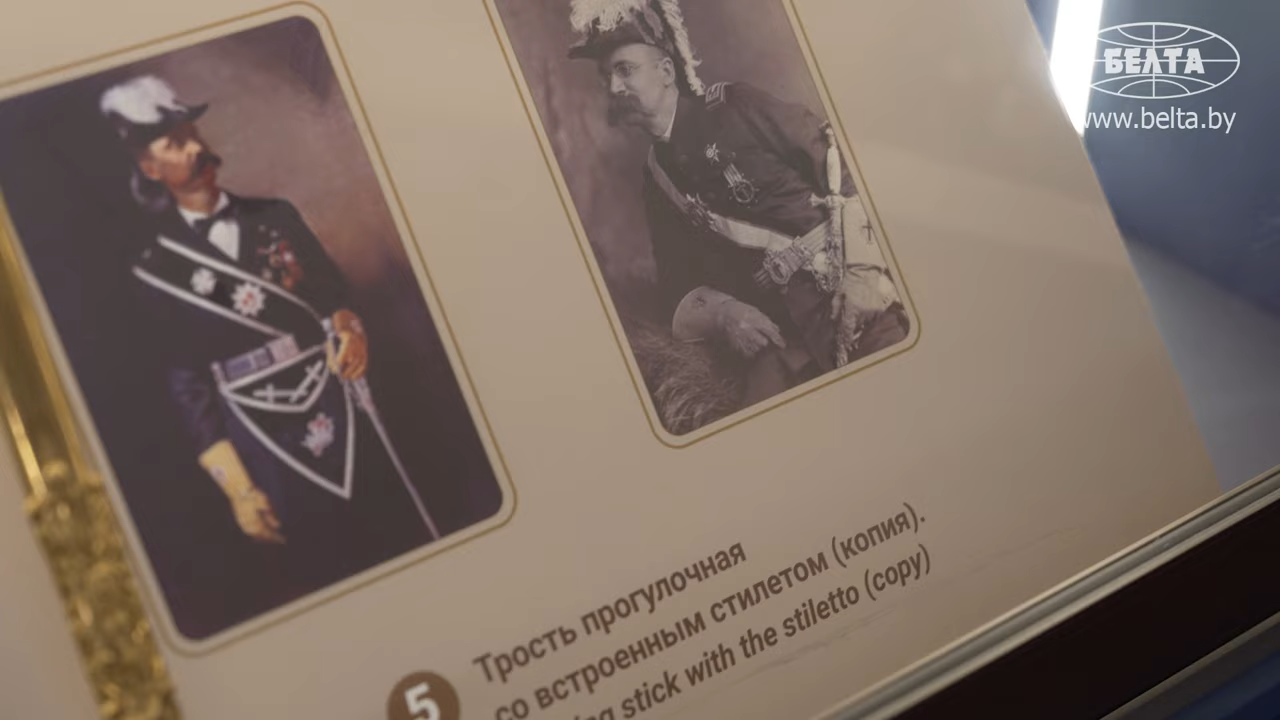 БЕЛТА
www.belta.by
5
Трость прогулочная
со встроенным стилетом (копия).
stick with the stiletto (copy)